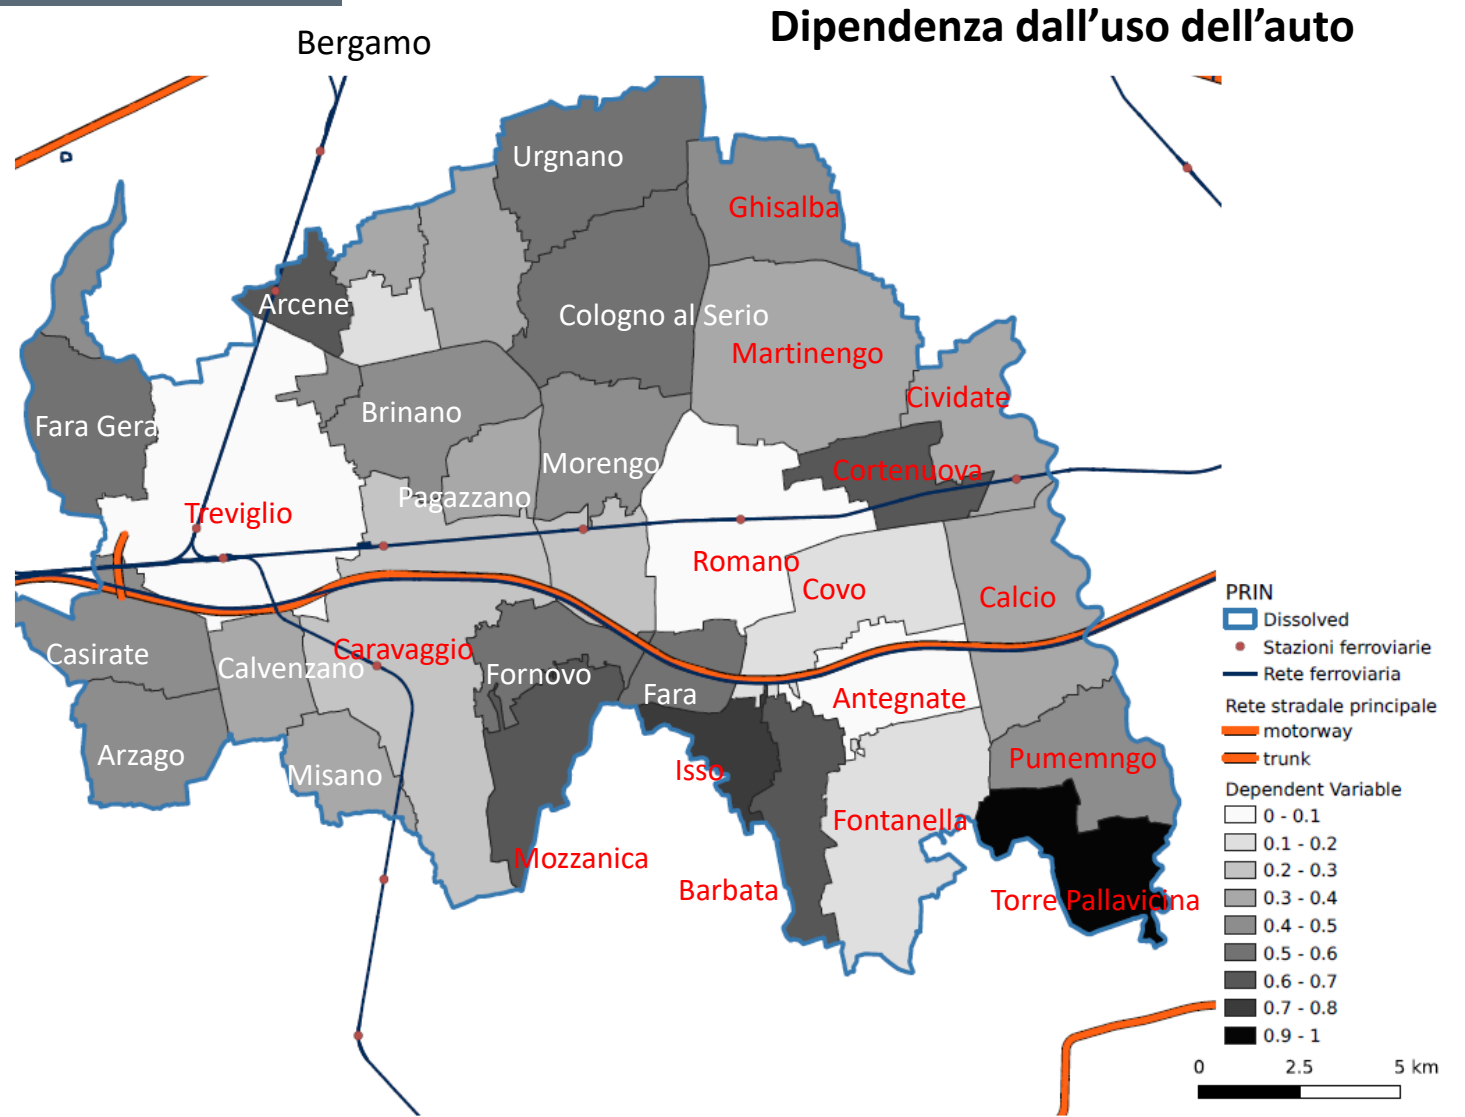 Dipendenza dall’uso dell’auto
Bergamo
Urgnano
Ghisalba
Arcene
Cologno al Serio
Martinengo
Cividate
Fara Gera
Brinano
Morengo
Cortenuova
Pagazzano
Treviglio
Romano
Covo
Calcio
Casirate
Calvenzano
Caravaggio
Fornovo
Fara
Antegnate
Arzago
Misano
Isso
Pumemngo
Fontanella
Mozzanica
Barbata
Torre Pallavicina
PRIN
Dissolved
Stazioni ferroviarie
Rete ferroviaria
Rete stradale principale
motorway
trunk
Dependent Variable
0 - 0.1
0.1 - 0.2
0.2 - 0.3
0.3 - 0.4
0.4 - 0.5
0.5 - 0.6
0.6 - 0.7
0.7 - 0.8
0.9 - 1
0 2.5 5 km